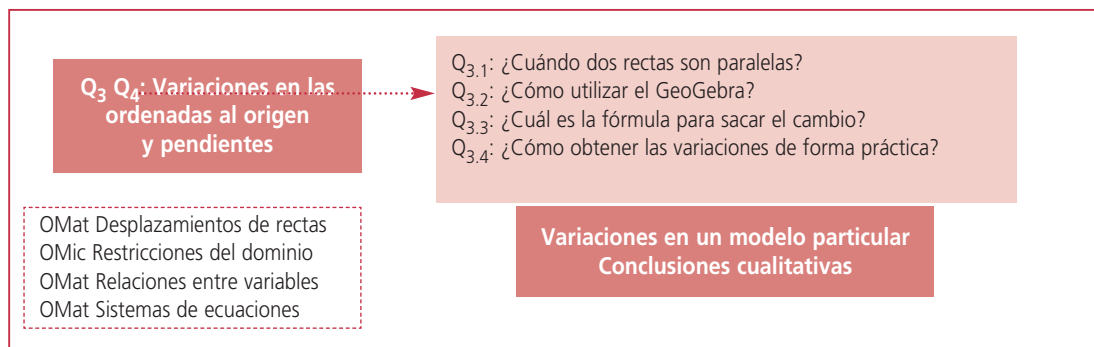 Q3 Q4: Variaciones en las
ordenadas al origen
y pendientes
Q3.1: ¿Cuándo dos rectas son paralelas?
Q3.2: ¿Cómo utilizar el GeoGebra?
Q3.3: ¿Cuál es la fórmula para sacar el cambio?
Q3.4: ¿Cómo obtener las variaciones de forma práctica?
OMat Desplazamientos de rectas
OMic Restricciones del dominio
OMat Relaciones entre variables
OMat Sistemas de ecuaciones
Variaciones en un modelo particular
Conclusiones cualitativas